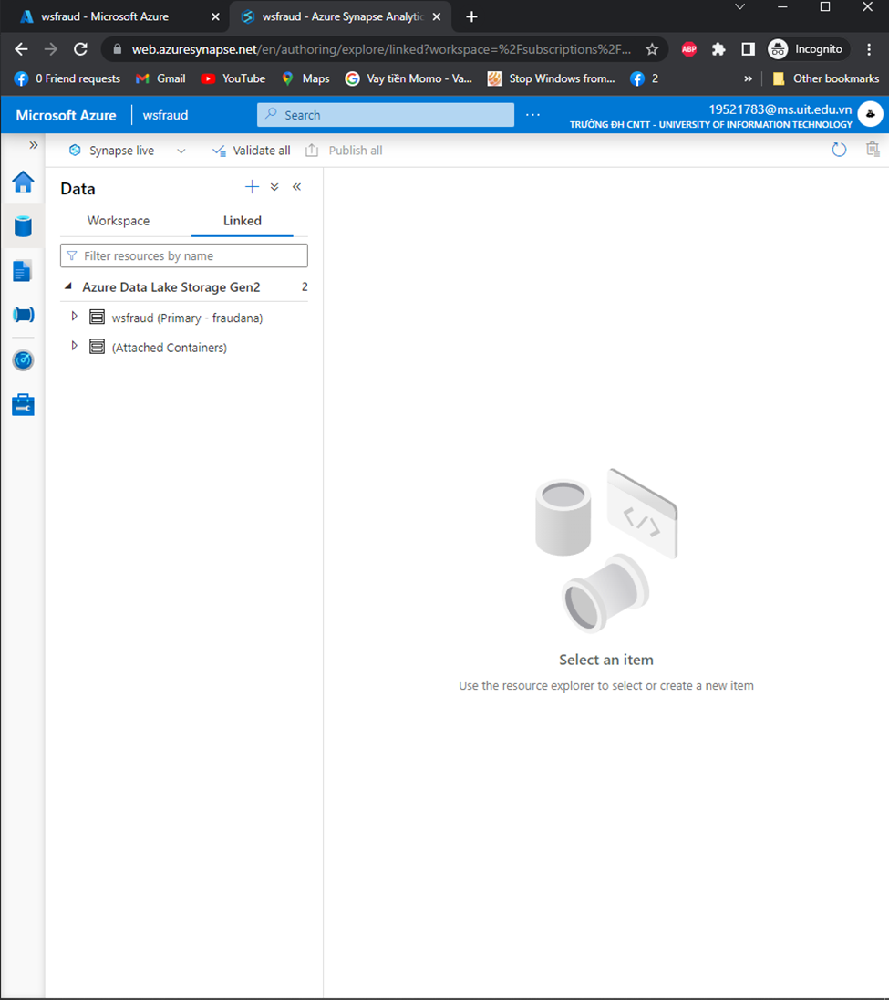 wsfraud - Microsoft Azure
wsfraud - Azure Synapse Analytic
web.azuresynapse.net/en/authoring/explore/linked?workspace=%2Fsubscriptions%2F...
ABP
Incognito
0 Friend requests
Gmail
YouTube
Maps
Vay tiền Momo - Va...
Stop Windows from...
2
»
Other bookmarks
Microsoft Azure
wsfraud
Search
...
19521783@ms.uit.edu.vn
TRƯỜNG ĐH CNTT - UNIVERSITY OF INFORMATION TECHNOLOGY
Synapse live
Validate all
Publish all
Data
Workspace
Linked
Filter resources by name
Azure Data Lake Storage Gen2 2
wsfraud (Primary - fraudana)
(Attached Containers)
</>
Select an item
Use the resource explorer to select or create a new item